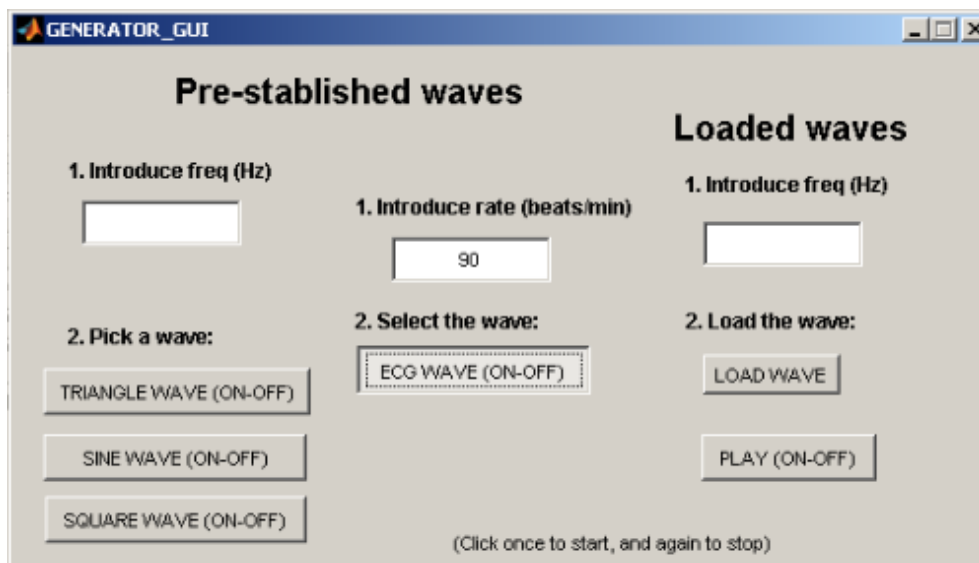 GENERATOR_GUI
Pre-stablished waves
1. Introduce freq (Hz)
2. Pick a wave:
TRIANGLE WAVE (ON-OFF)
SINE WAVE (ON-OFF)
SQUARE WAVE (ON-OFF)
1. Introduce rate (beats/min)
90
2. Select the wave:
ECG WAVE (ON-OFF)
Loaded waves
1. Introduce freq (Hz)
2. Load the wave:
LOAD WAVE
PLAY (ON-OFF)
(Click once to start, and again to stop)